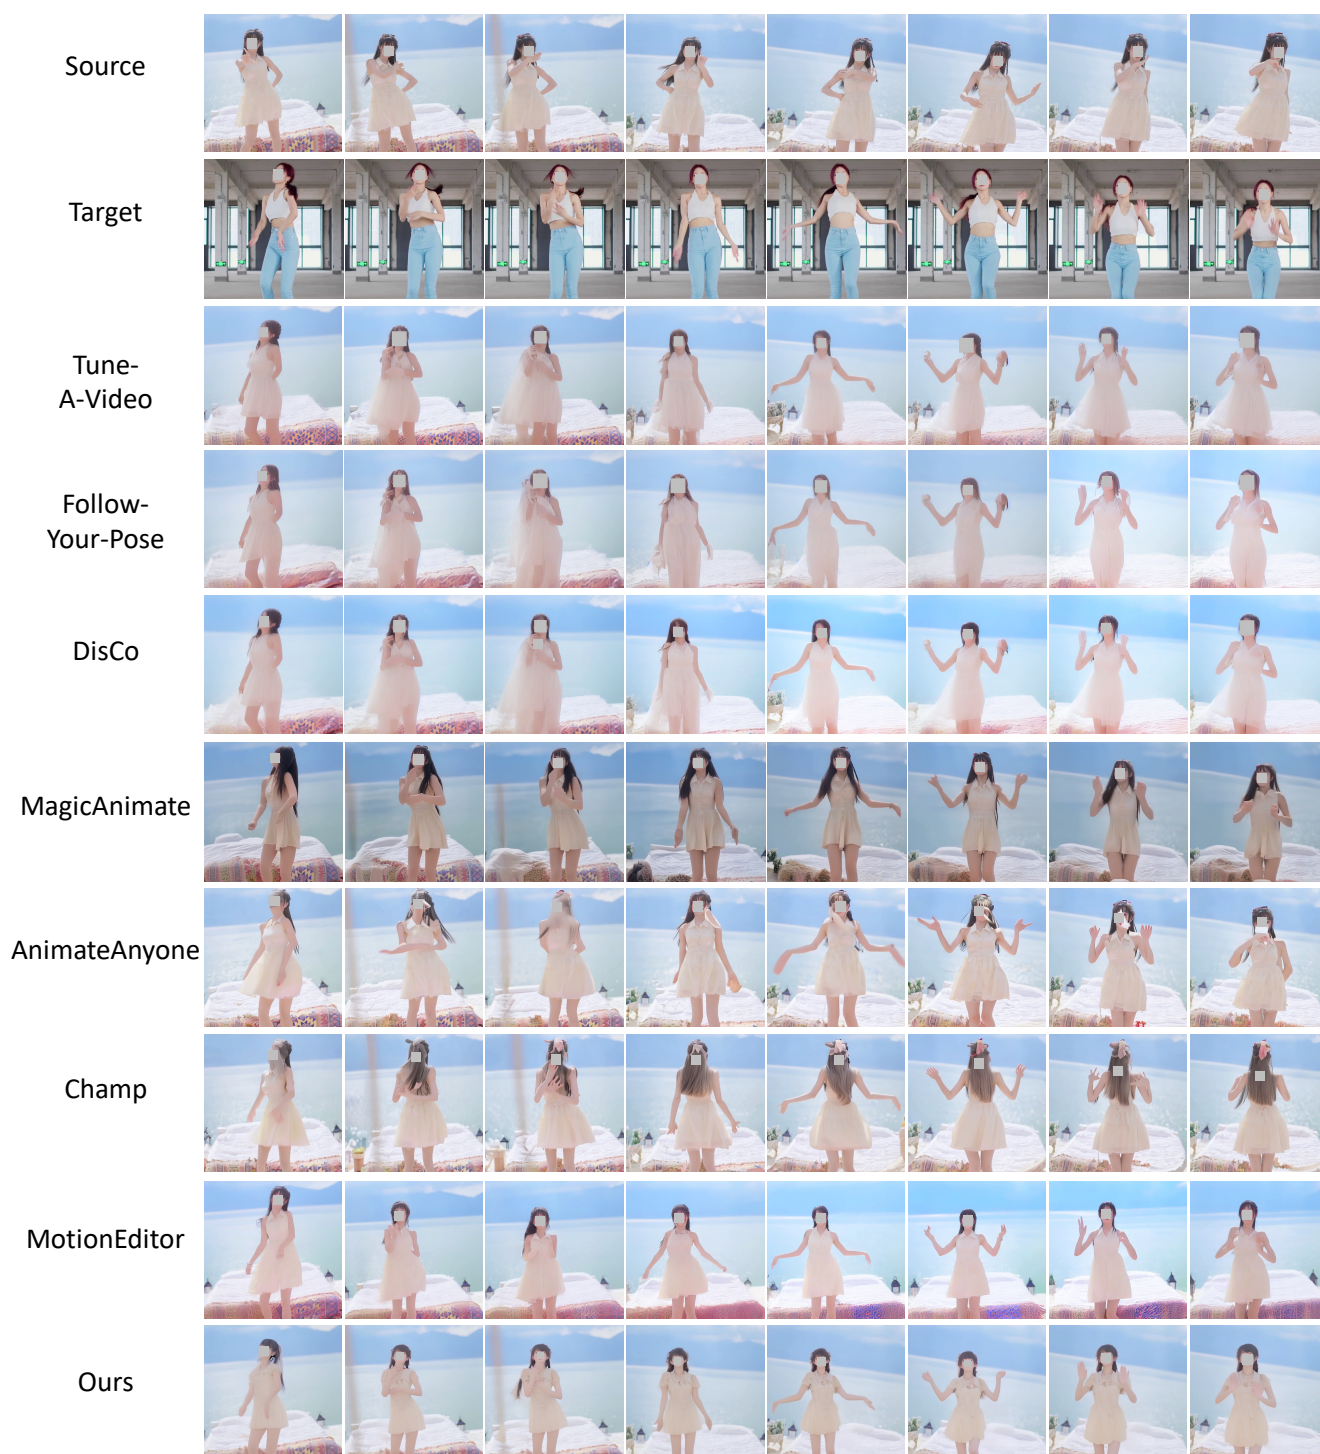 Source
Target
Tune-
A-Video
Follow-
Your-Pose
DisCo
MagicAnimate
AnimateAnyone
Champ
MotionEditor
Ours